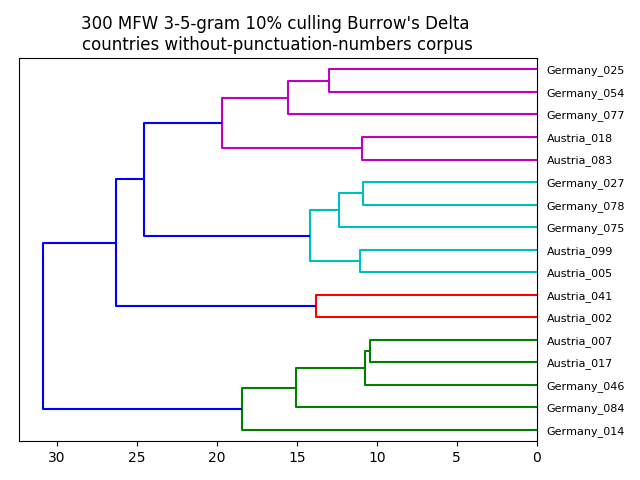 300 MFW 3-5-gram 10% culling Burrow's Delta
countries without-punctuation-numbers corpus
Germany_025
Germany_054
Germany_077
Austria_018
Austria_083
Germany_027
Germany_078
Germany_075
Austria_099
Austria_005
Austria_041
Austria_002
Austria_007
Austria_017
Germany_046
Germany_084
Germany_014
30 25 20 15 10 5 0